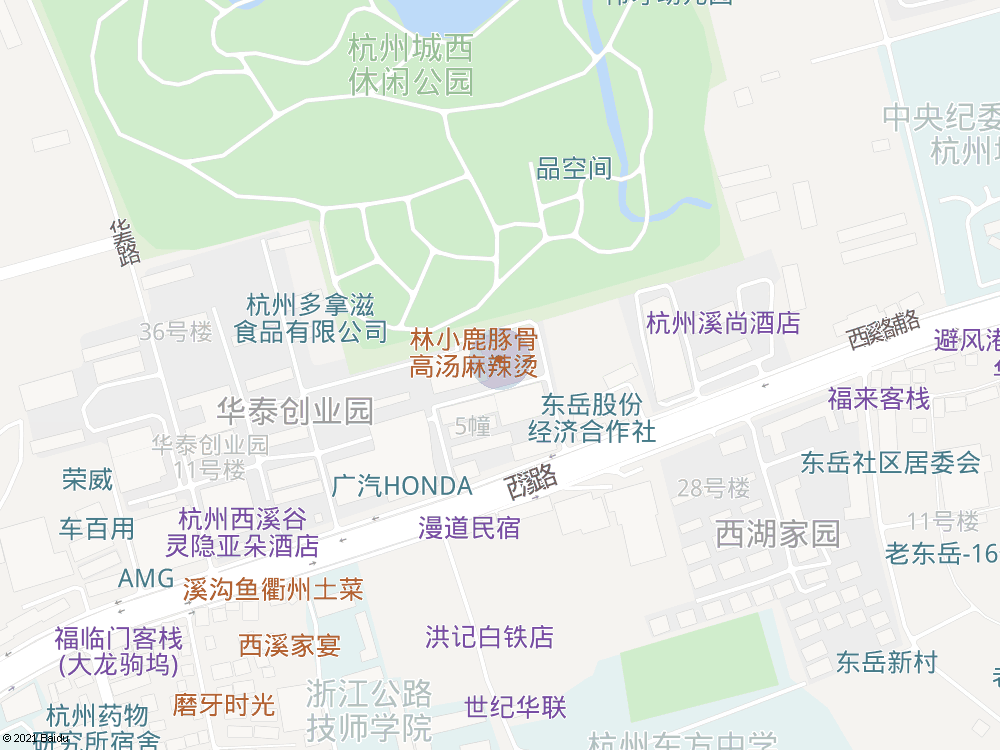 杭州城西
休闲公园
中央纪委
杭州
品空间
华泰路
杭州多拿滋
食品有限公司
36号楼
林小鹿豚骨
高汤麻辣烫
杭州溪尚酒店
西溪路辅路
避风港
华泰创业园
5幢
东岳股份
经济合作社
福来客栈
华泰创业园
11号楼
荣威
广汽HONDA
西溪路
东岳社区居委会
28号楼
车百用
杭州西溪谷
灵隐亚朵酒店
漫道民宿
西湖家园
11号楼
老东岳-16
AMG
溪沟鱼衢州土菜
福临门客栈
(大龙驹坞)
西溪家宴
洪记白铁店
东岳新村
磨牙时光
浙江公路
技师学院
世纪华联
杭州药物
研究所宿舍
杭州东方中学
© 2021 Baidu